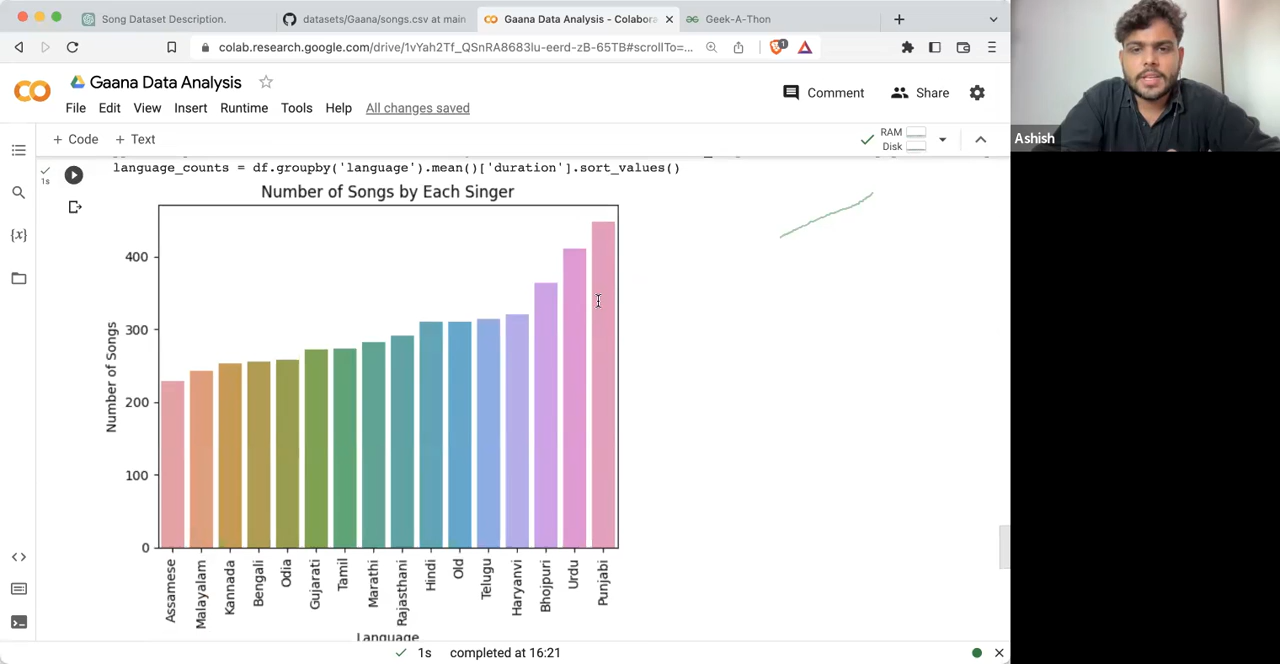 Song Dataset Description.
datasets/Gaana/songs.csv at main
Gaana Data Analysis - Colabora
Geek-A-Thon
colab.research.google.com/drive/1vYah2Tf_QSnRA8683lu-eerd-zB-65TB#scrollTo=...
1
Gaana Data Analysis
File Edit View Insert Runtime Tools Help All changes saved
Comment
Share
+ Code + Text
RAM
Disk
Ashish
language_counts = df.groupby('language').mean()['duration'].sort_values()
1s
Number of Songs by Each Singer
400
300
200
100
0
Number of Songs
Assamese
Malayalam
Kannada
Bengali
Odia
Gujarati
Tamil
Marathi
Rajasthani
Hindi
Old
Telugu
Haryanvi
Bhojpuri
Urdu
Punjabi
Language
{x}
1s completed at 16:21